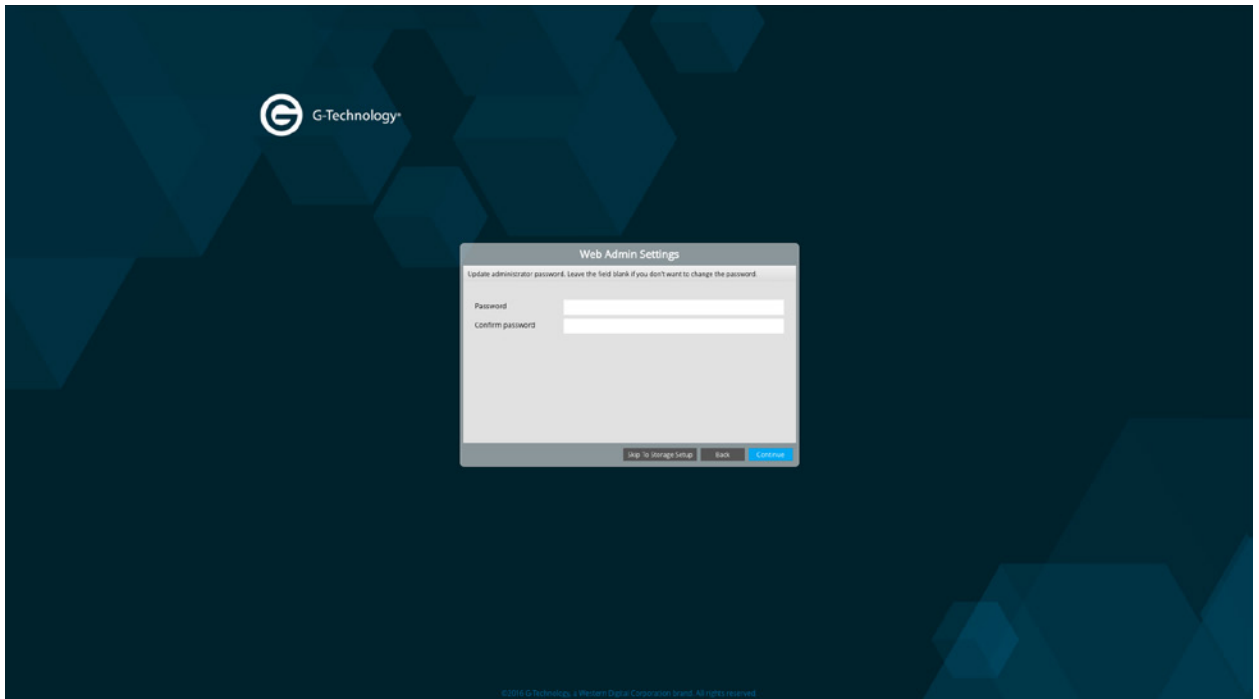 G-Technology®
Web Admin Settings
Update administrator password. Leave the field blank if you don't want to change the password.
Password
Confirm password
Skip To Storage Setup
Back
Continue
©2016 G-Technology, a Western Digital Corporation brand. All rights reserved.